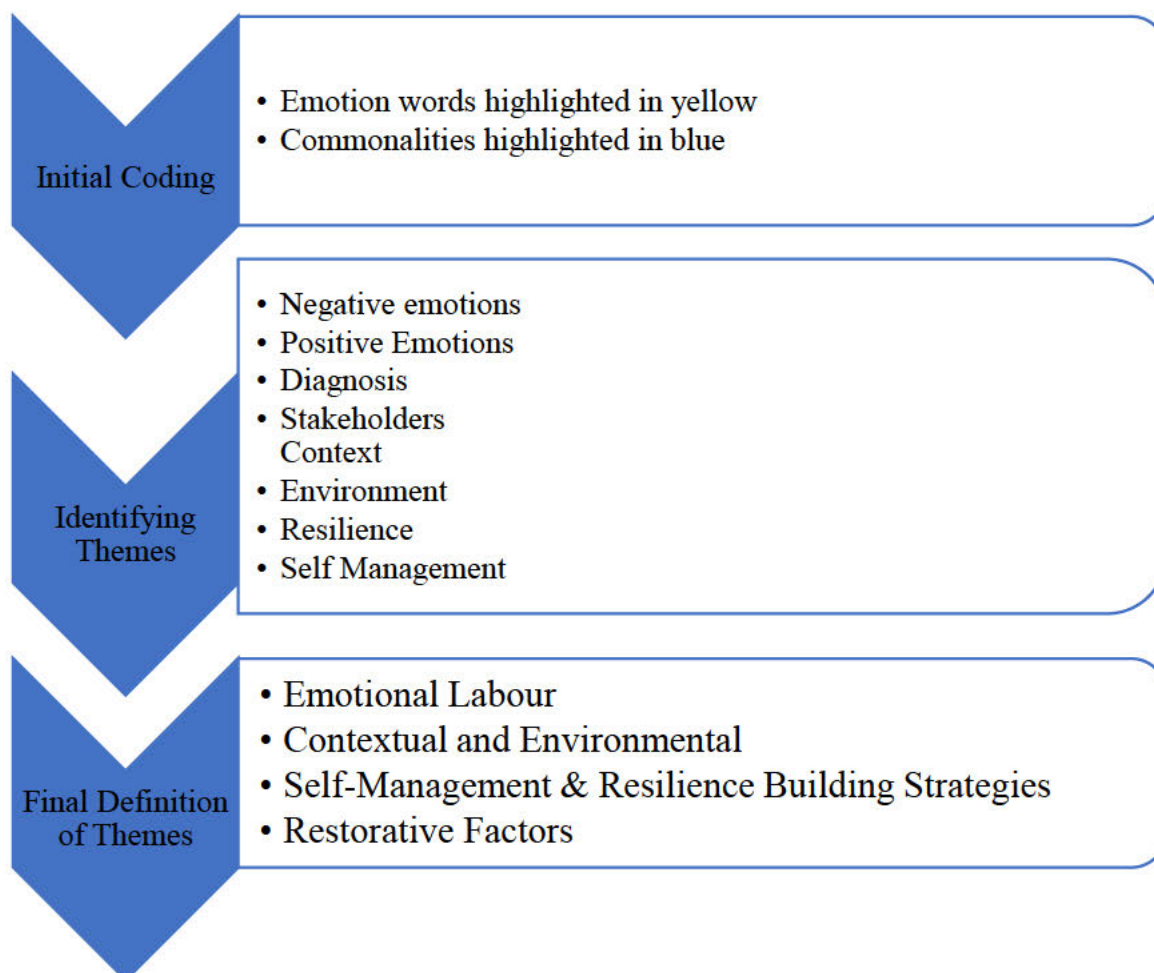 Initial Coding
• Emotion words highlighted in yellow
• Commonalities highlighted in blue
Identifying
Themes
• Negative emotions
• Positive Emotions
• Diagnosis
• Stakeholders
Context
• Environment
• Resilience
• Self Management
Final Definition
of Themes
• Emotional Labour
• Contextual and Environmental
• Self-Management & Resilience Building Strategies
• Restorative Factors